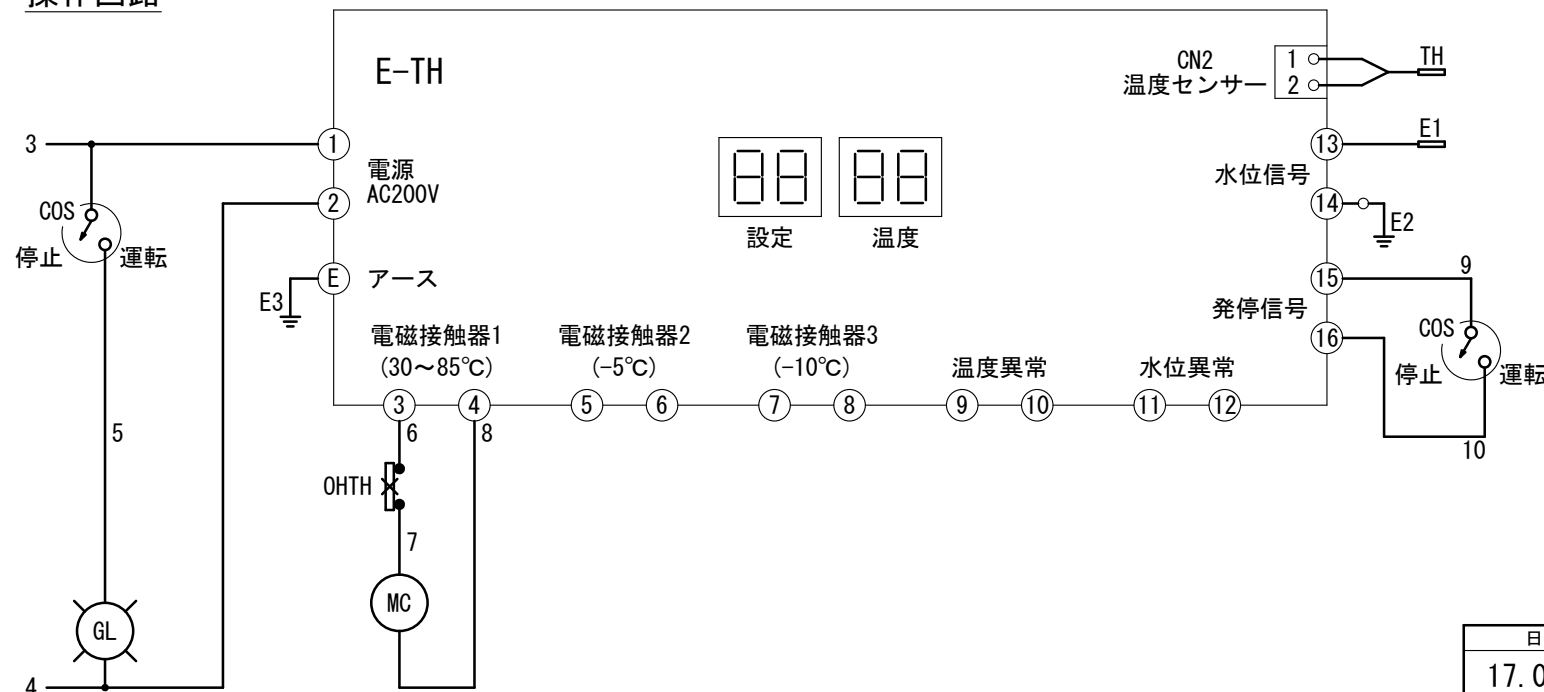 操作回路
E-TH
CN2
温度センサー
1
2
TH
3
1
電源
AC200V
2
13
E1
水位信号
14
E2
COS
停止
運転
設定
温度
E
アース
E3
15
発停信号
16
9
COS
停止
運転
10
電磁接触器1
(30～85℃)
電磁接触器2
(-5℃)
電磁接触器3
(-10℃)
温度異常
水位異常
3
4
5
6
7
8
9
10
11
12
6
8
5
OHTH
7
MC
GL
4
日
17.0